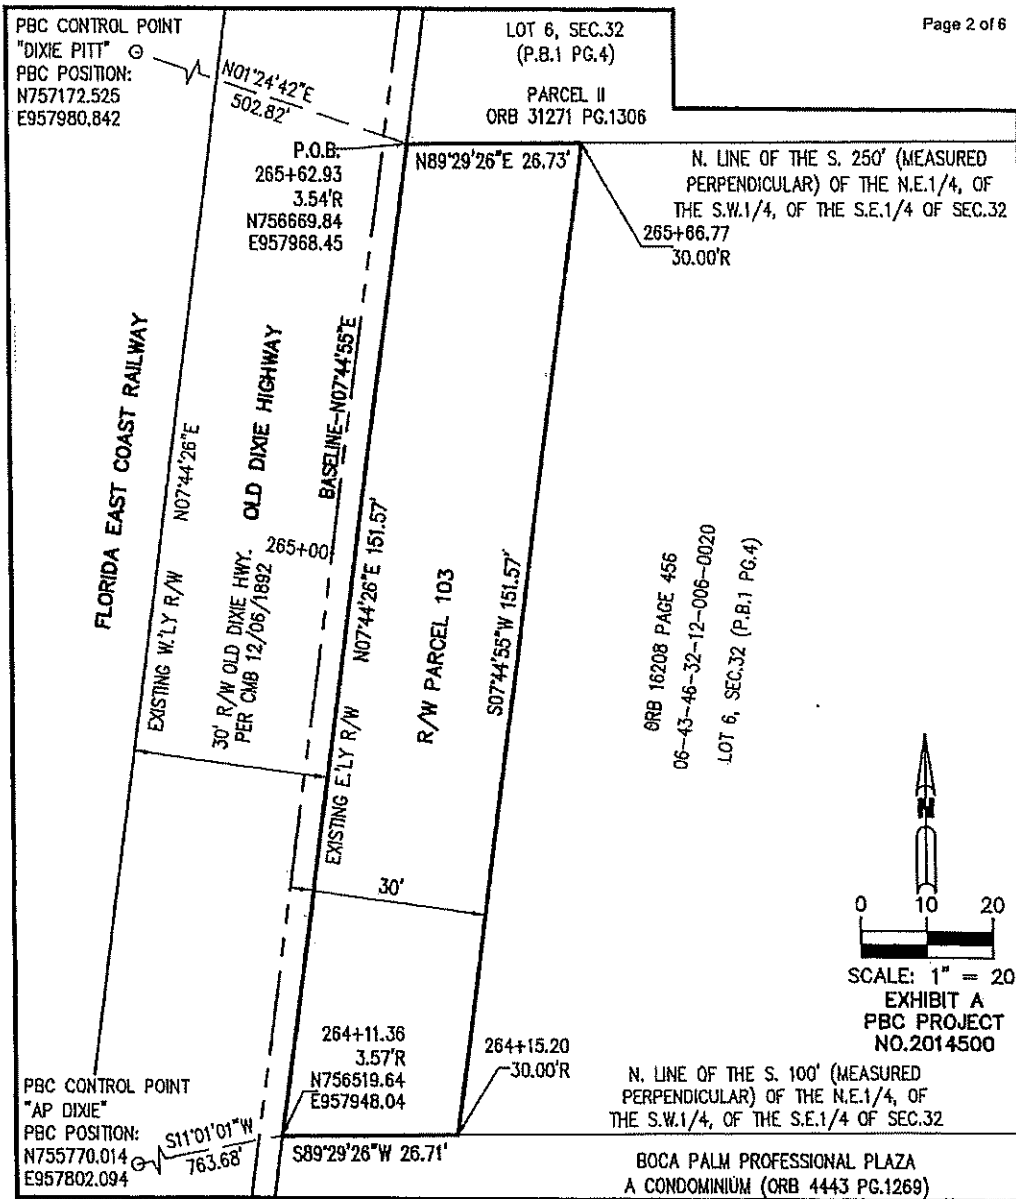 Page 2 of 6
PBC CONTROL POINT
"DIXIE PITT"
PBC POSITION:
N757172.525
E957980.842
N01°24'42"E
502.82'
LOT 6, SEC.32
(P.B.1 PG.4)
PARCEL II
ORB 31271 PG.1306
P.O.B.
265+62.93
3.54'R
N756669.84
E957968.45
N89°29'26"E 26.73'
N. LINE OF THE S. 250' (MEASURED
PERPENDICULAR) OF THE N.E.1/4, OF
THE S.W.1/4, OF THE S.E.1/4 OF SEC.32
265+66.77
30.00'R
FLORIDA EAST COAST RAILWAY
EXISTING W.'LY R/W
N07°44'26"E
OLD DIXIE HIGHWAY
30' R/W OLD DIXIE HWY.
PER CMB 12/06/1892
265+00
BASELINE-N07°44'55"E
EXISTING E.'LY R/W
N07°44'26"E 151.57'
R/W PARCEL 103
S07°44'55"W 151.57'
ORB 16208 PAGE 456
06-43-46-32-12-006-0020
LOT 6, SEC.32 (P.B.1 PG.4)
30'
N
0 10 20
SCALE: 1" = 20
EXHIBIT A
PBC PROJECT
NO.2014500
264+11.36
3.57'R
N756519.64
E957948.04
264+15.20
30.00'R
N. LINE OF THE S. 100' (MEASURED
PERPENDICULAR) OF THE N.E.1/4, OF
THE S.W.1/4, OF THE S.E.1/4 OF SEC.32
PBC CONTROL POINT
"AP DIXIE"
PBC POSITION:
N755770.014
E957802.094
S11°01'01"W
763.68'
S89°29'26"W 26.71'
BOCA PALM PROFESSIONAL PLAZA
A CONDOMINIUM (ORB 4443 PG.1269)